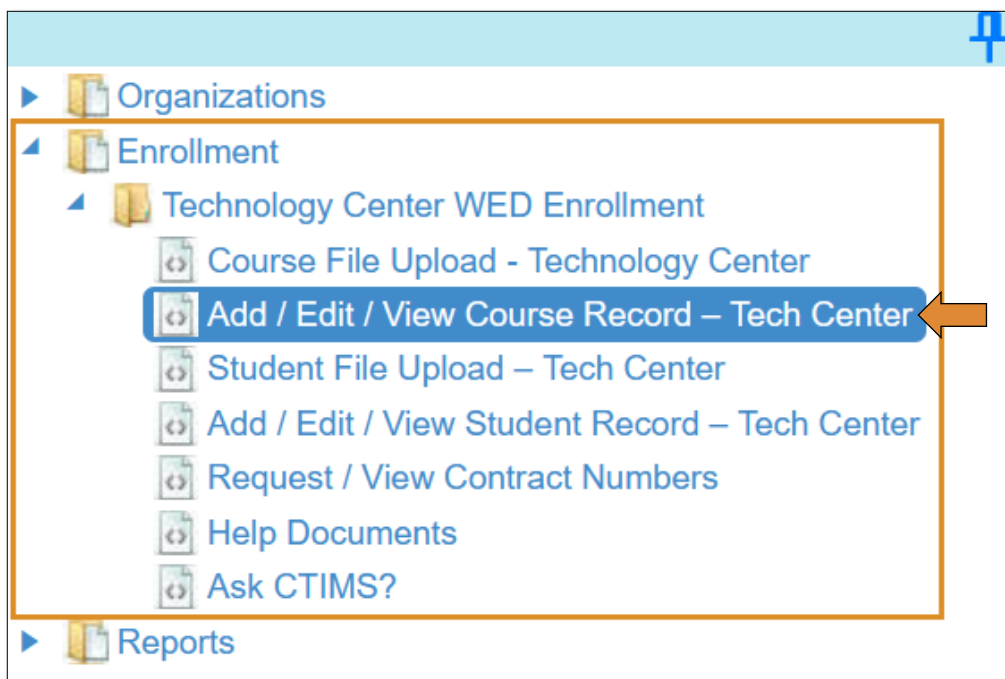 Organizations
Enrollment
Technology Center WED Enrollment
Course File Upload - Technology Center
Add / Edit / View Course Record – Tech Center
Student File Upload – Tech Center
Add / Edit / View Student Record – Tech Center
Request / View Contract Numbers
Help Documents
Ask CTIMS?
Reports